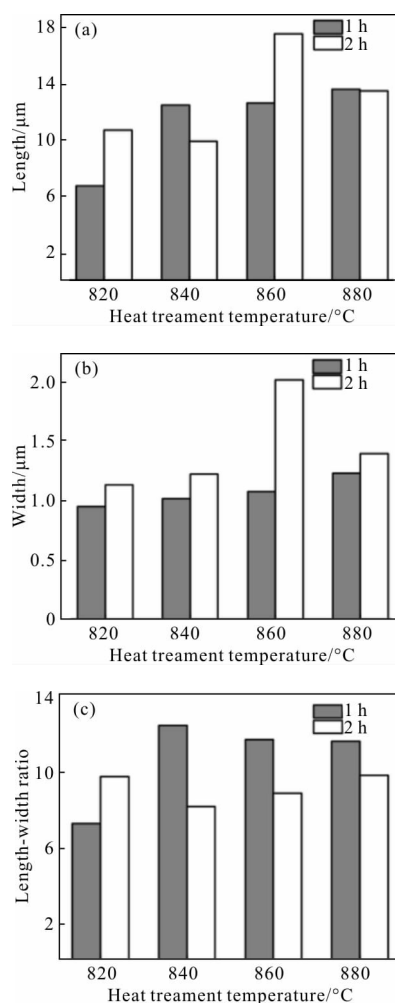 (a)
1 h
2 h
18
14
10
6
2
Length/μm
820 840 860 880
Heat treament temperature/°C
(b)
1 h
2 h
2.0
1.5
1.0
0.5
0
Width/μm
820 840 860 880
Heat treament temperature/°C
(c)
1 h
2 h
14
10
6
2
Length-width ratio
820 840 860 880
Heat treament temperature/°C